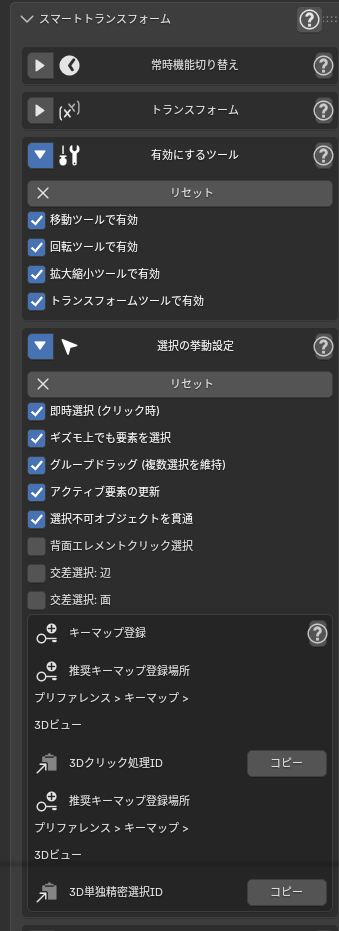 スマートトランスフォーム
常時機能切り替え
(x) トランスフォーム
有効にするツール
リセット
移動ツールで有効
回転ツールで有効
拡大縮小ツールで有効
トランスフォームツールで有効
選択の挙動設定
リセット
即時選択 (クリック時)
ギズモ上でも要素を選択
グループドラッグ (複数選択を維持)
アクティブ要素の更新
選択不可オブジェクトを貫通
背面エレメントクリック選択
交差選択: 辺
交差選択: 面
キーマップ登録
推奨キーマップ登録場所
プリファレンス > キーマップ >
3Dビュー
3Dクリック処理ID コピー
推奨キーマップ登録場所
プリファレンス > キーマップ >
3Dビュー
3D単独精密選択ID コピー